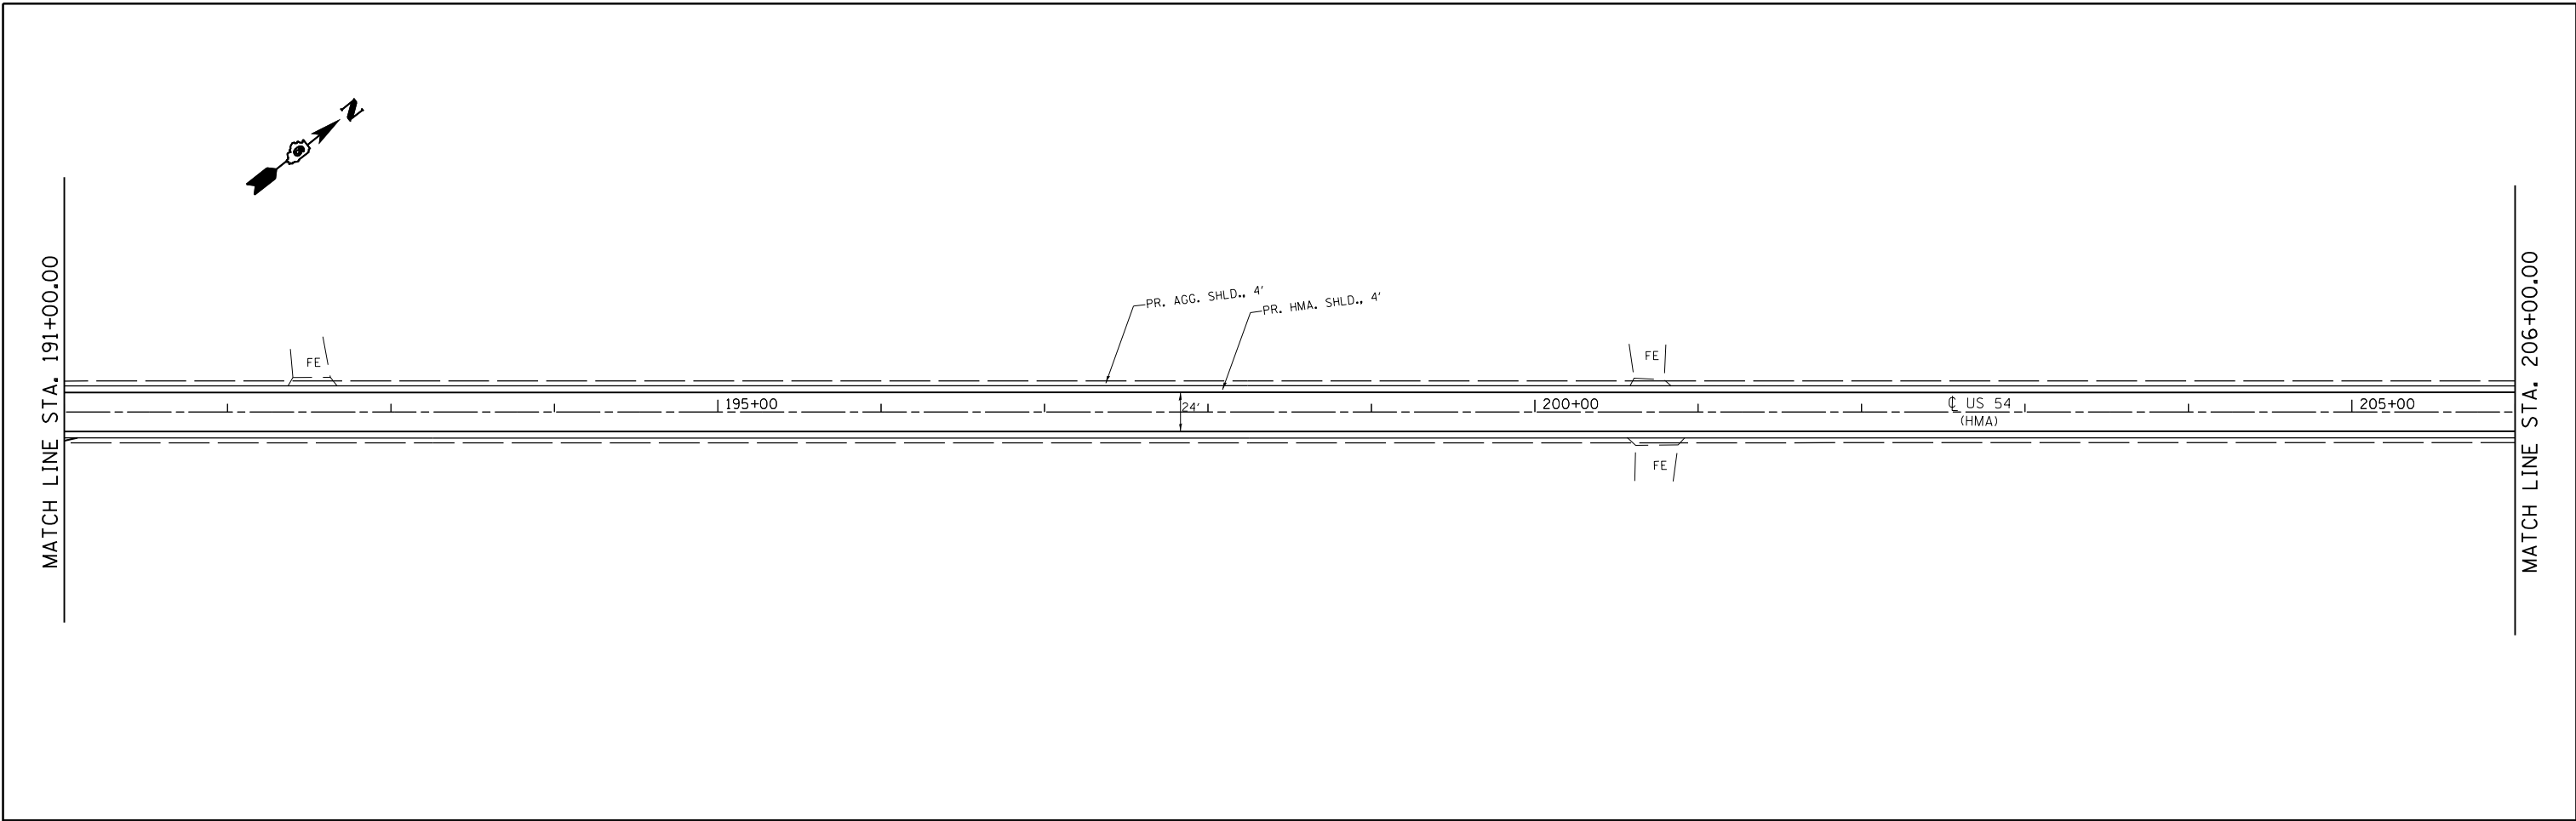 N
MATCH LINE STA. 191+00.00
MATCH LINE STA. 206+00.00
PR. AGG. SHLD., 4'
PR. HMA. SHLD., 4'
FE
FE
195+00
24'
200+00
℄ US 54
(HMA)
205+00
FE